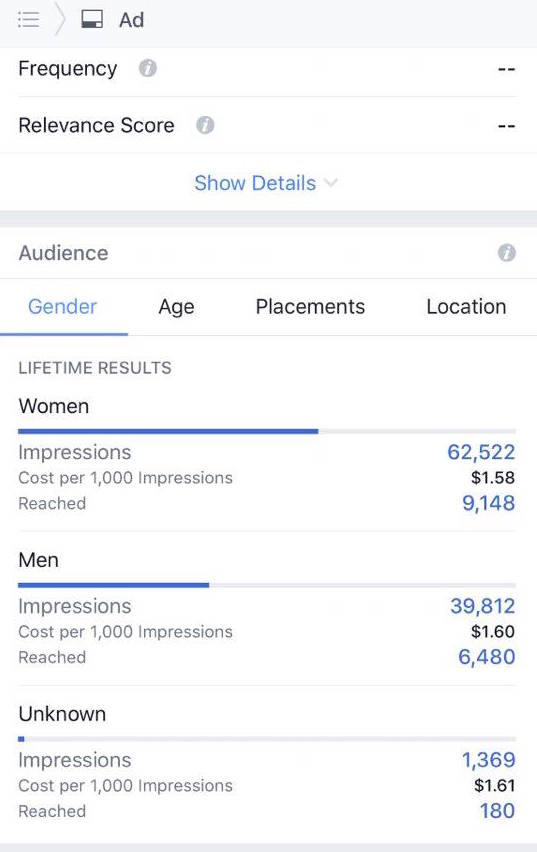 Ad
Frequency --
Relevance Score --
Show Details
Audience
Gender Age Placements Location
LIFETIME RESULTS
Women
Impressions 62,522
Cost per 1,000 Impressions $1.58
Reached 9,148
Men
Impressions 39,812
Cost per 1,000 Impressions $1.60
Reached 6,480
Unknown
Impressions 1,369
Cost per 1,000 Impressions $1.61
Reached 180